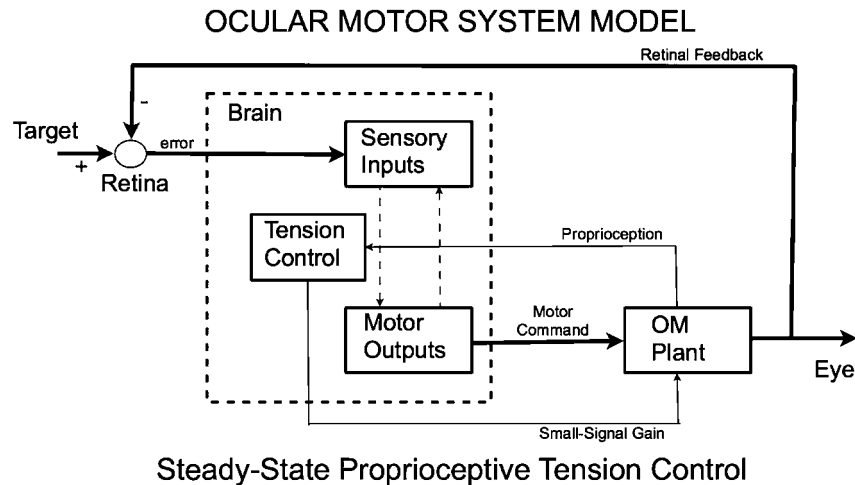 OCULAR MOTOR SYSTEM MODEL
Retinal Feedback
-
Brain
Target
error
+
Retina
Sensory
Inputs
Tension
Control
Proprioception
Motor
Outputs
Motor
Command
OM
Plant
Eye
Small-Signal Gain
Steady-State Proprioceptive Tension Control